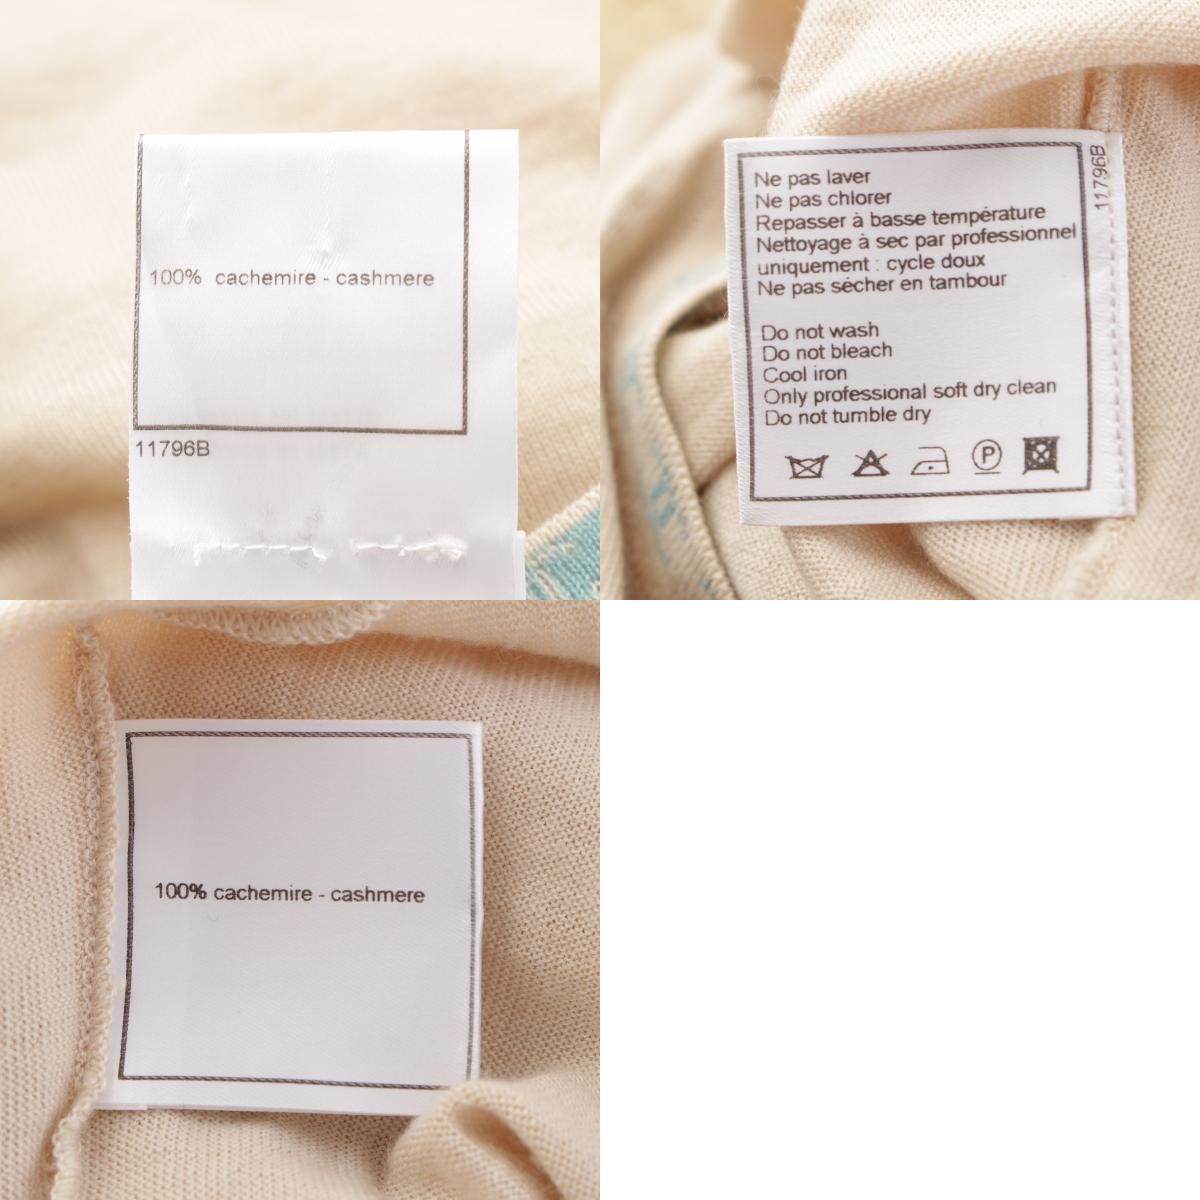 100% cachemire - cashmere
11796B
Ne pas laver
Ne pas chlorer
Repasser à basse température
Nettoyage à sec par professionnel
uniquement : cycle doux
Ne pas sécher en tambour
Do not wash
Do not bleach
Cool iron
Only professional soft dry clean
Do not tumble dry
P
11796B
100% cachemire - cashmere